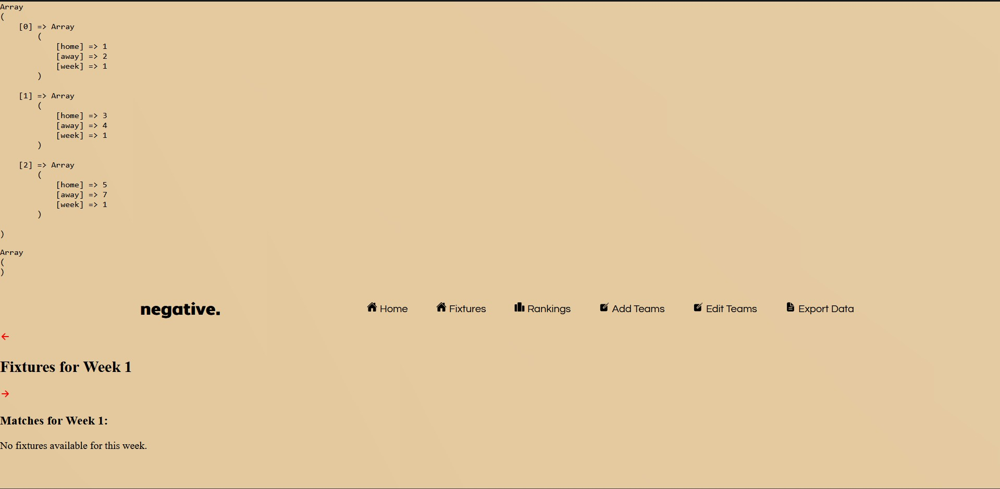 Array
(
    [0] => Array
        (
            [home] => 1
            [away] => 2
            [week] => 1
        )

    [1] => Array
        (
            [home] => 3
            [away] => 4
            [week] => 1
        )

    [2] => Array
        (
            [home] => 5
            [away] => 7
            [week] => 1
        )

)

Array
(
)
negative. Home Fixtures Rankings Add Teams Edit Teams Export Data
←
Fixtures for Week 1
→
Matches for Week 1:
No fixtures available for this week.